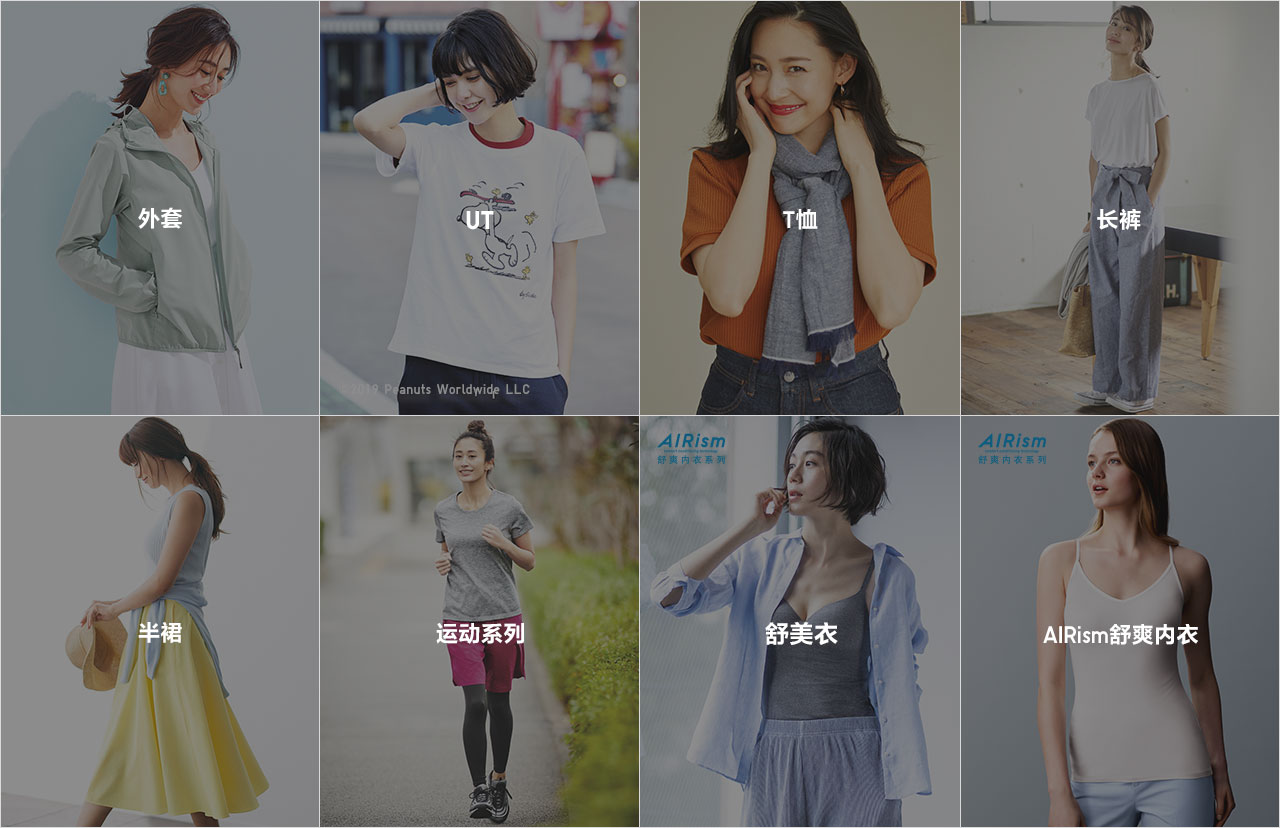 外套
UT
T恤
长裤
©2019 Peanuts Worldwide LLC
H.
半裙
运动系列
AIRism
舒爽内衣系列
舒美衣
AIRism
舒爽内衣系列
AIRism舒爽内衣